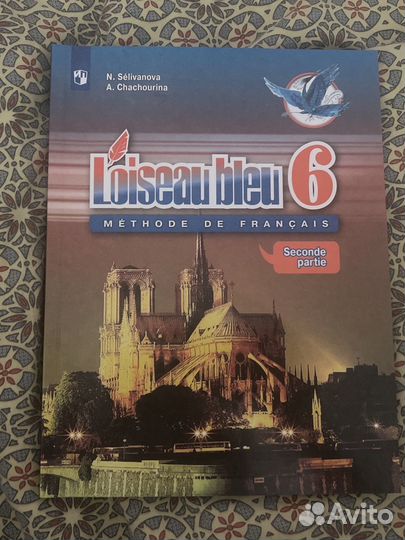 N. Sélivanova
A. Chachourina
L'oiseau bleu 6
MÉTHODE DE FRANÇAIS
Seconde
partie
Avito